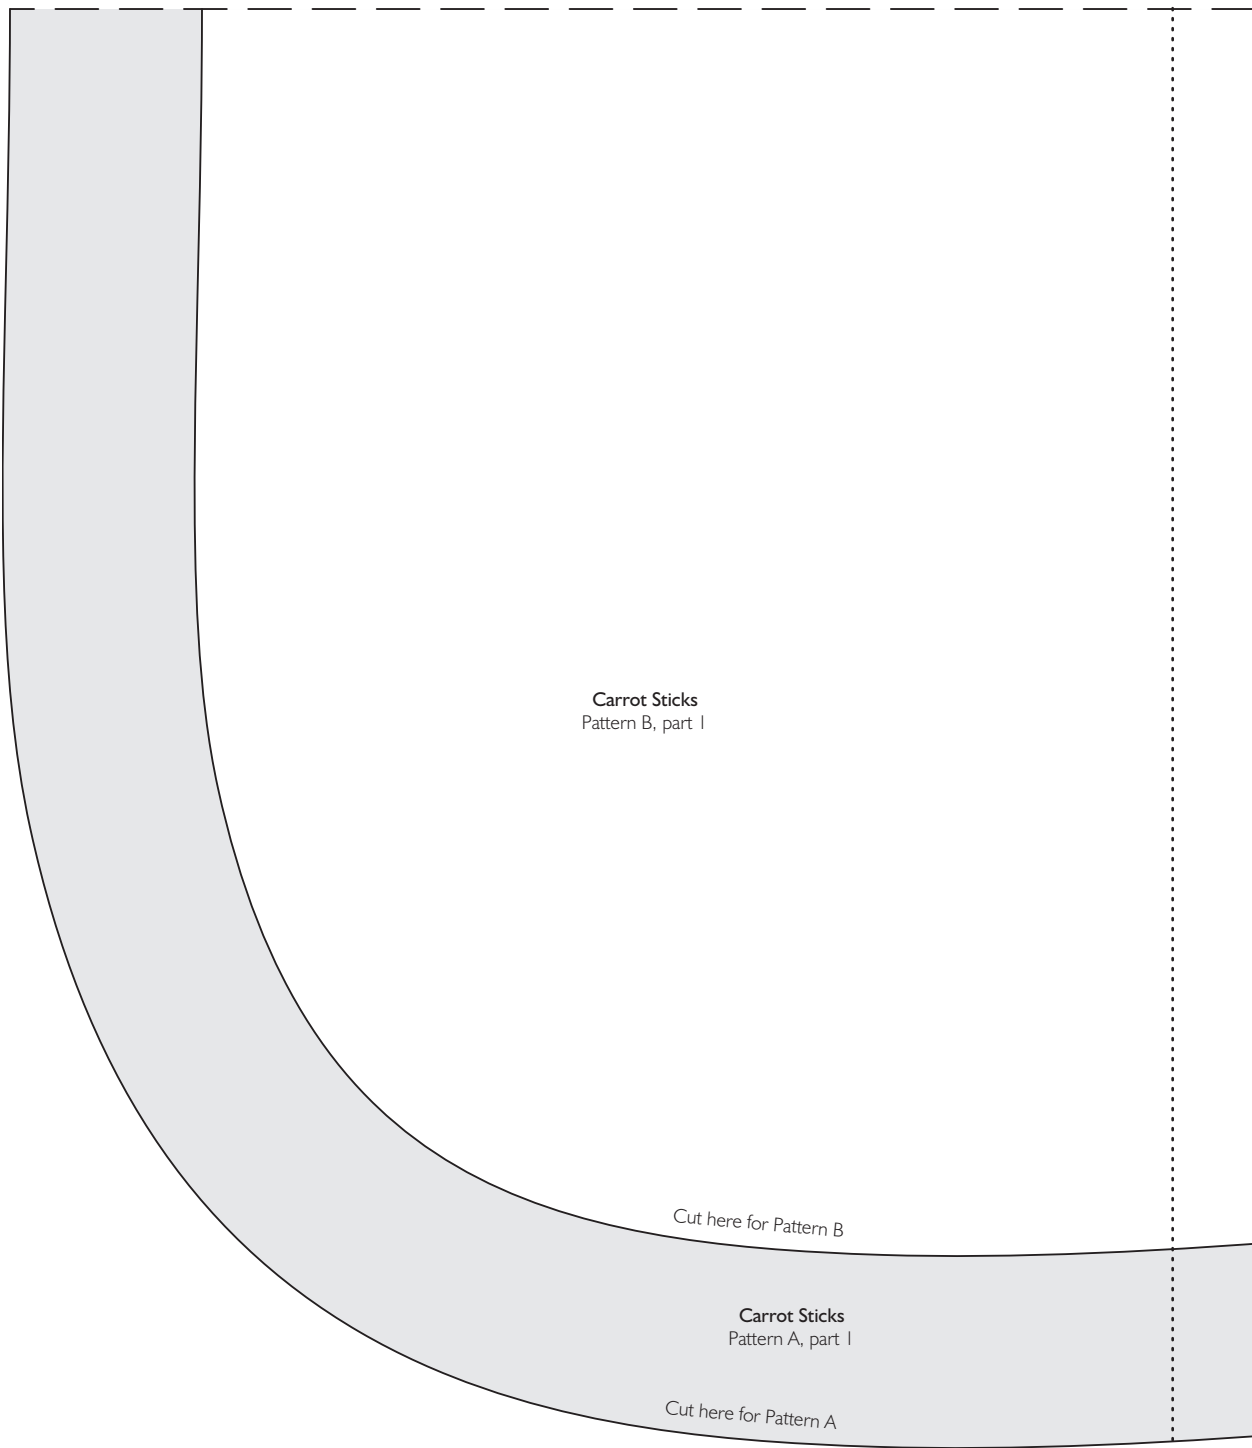 Carrot Sticks
Pattern B, part 1
Cut here for Pattern B
Carrot Sticks
Pattern A, part 1
Cut here for Pattern A